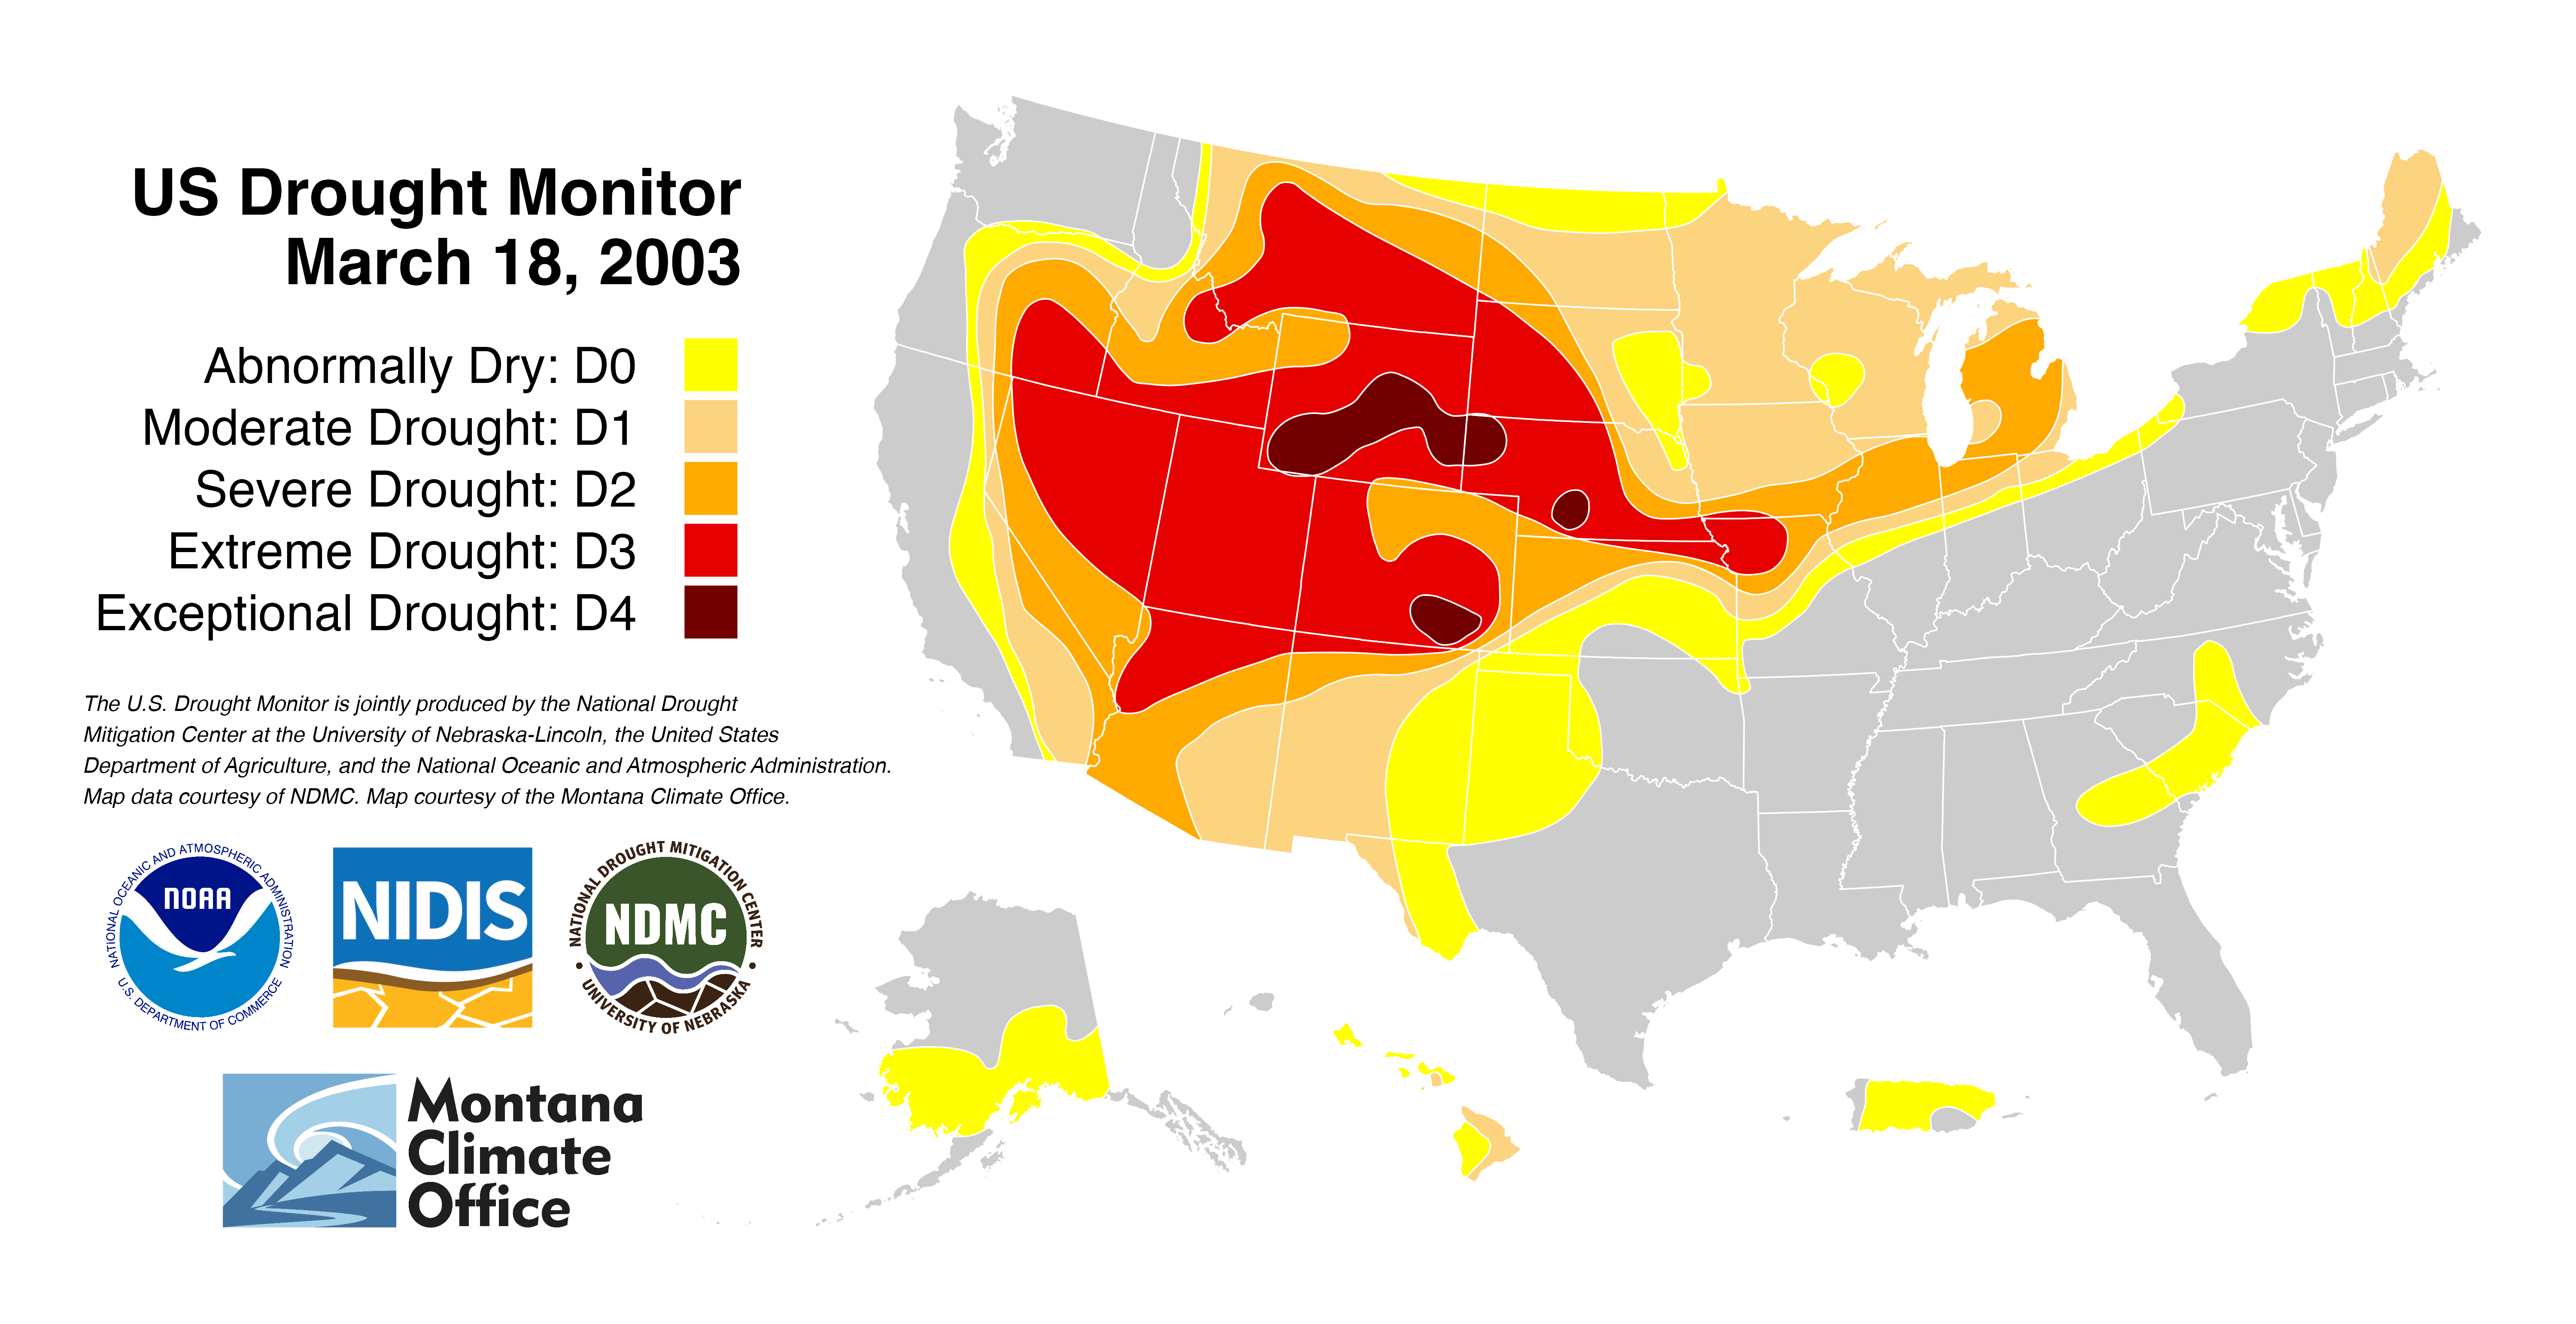 US Drought Monitor
March 18, 2003
Abnormally Dry: D0
Moderate Drought: D1
Severe Drought: D2
Extreme Drought: D3
Exceptional Drought: D4
The U.S. Drought Monitor is jointly produced by the National Drought
Mitigation Center at the University of Nebraska-Lincoln, the United States
Department of Agriculture, and the National Oceanic and Atmospheric Administration.
Map data courtesy of NDMC. Map courtesy of the Montana Climate Office.
NATIONAL OCEANIC AND ATMOSPHERIC ADMINISTRATION
NOAA
U.S. DEPARTMENT OF COMMERCE
NIDIS
NATIONAL DROUGHT MITIGATION CENTER
NDMC
UNIVERSITY OF NEBRASKA
Montana
Climate
Office